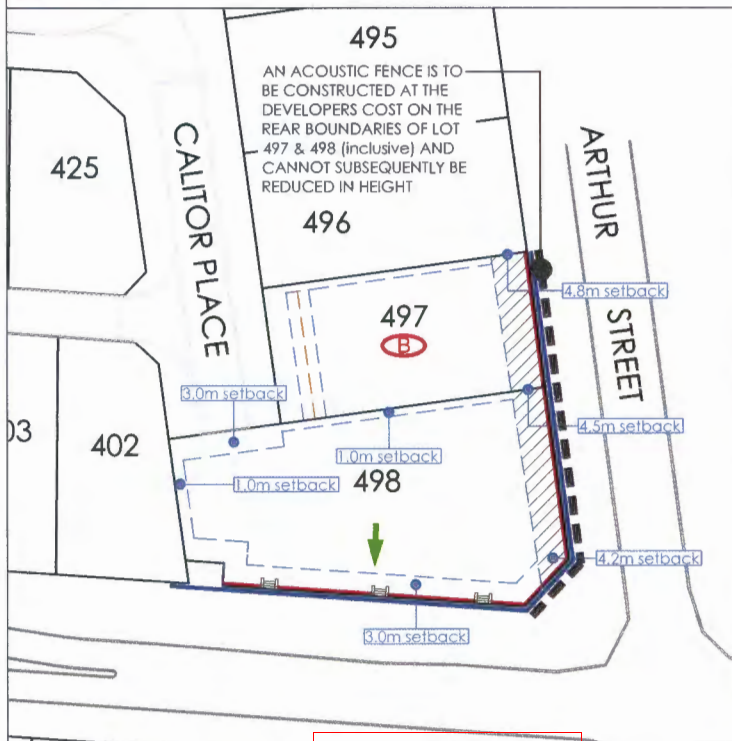 495
AN ACOUSTIC FENCE IS TO
BE CONSTRUCTED AT THE
DEVELOPERS COST ON THE
REAR BOUNDARIES OF LOT
497 & 498 (inclusive) AND
CANNOT SUBSEQUENTLY BE
REDUCED IN HEIGHT
425
CALITOR PLACE
ARTHUR STREET
496
4.8m setback
497
B
3.0m setback
4.5m setback
03
402
1.0m setback
1.0m setback
498
4.2m setback
3.0m setback